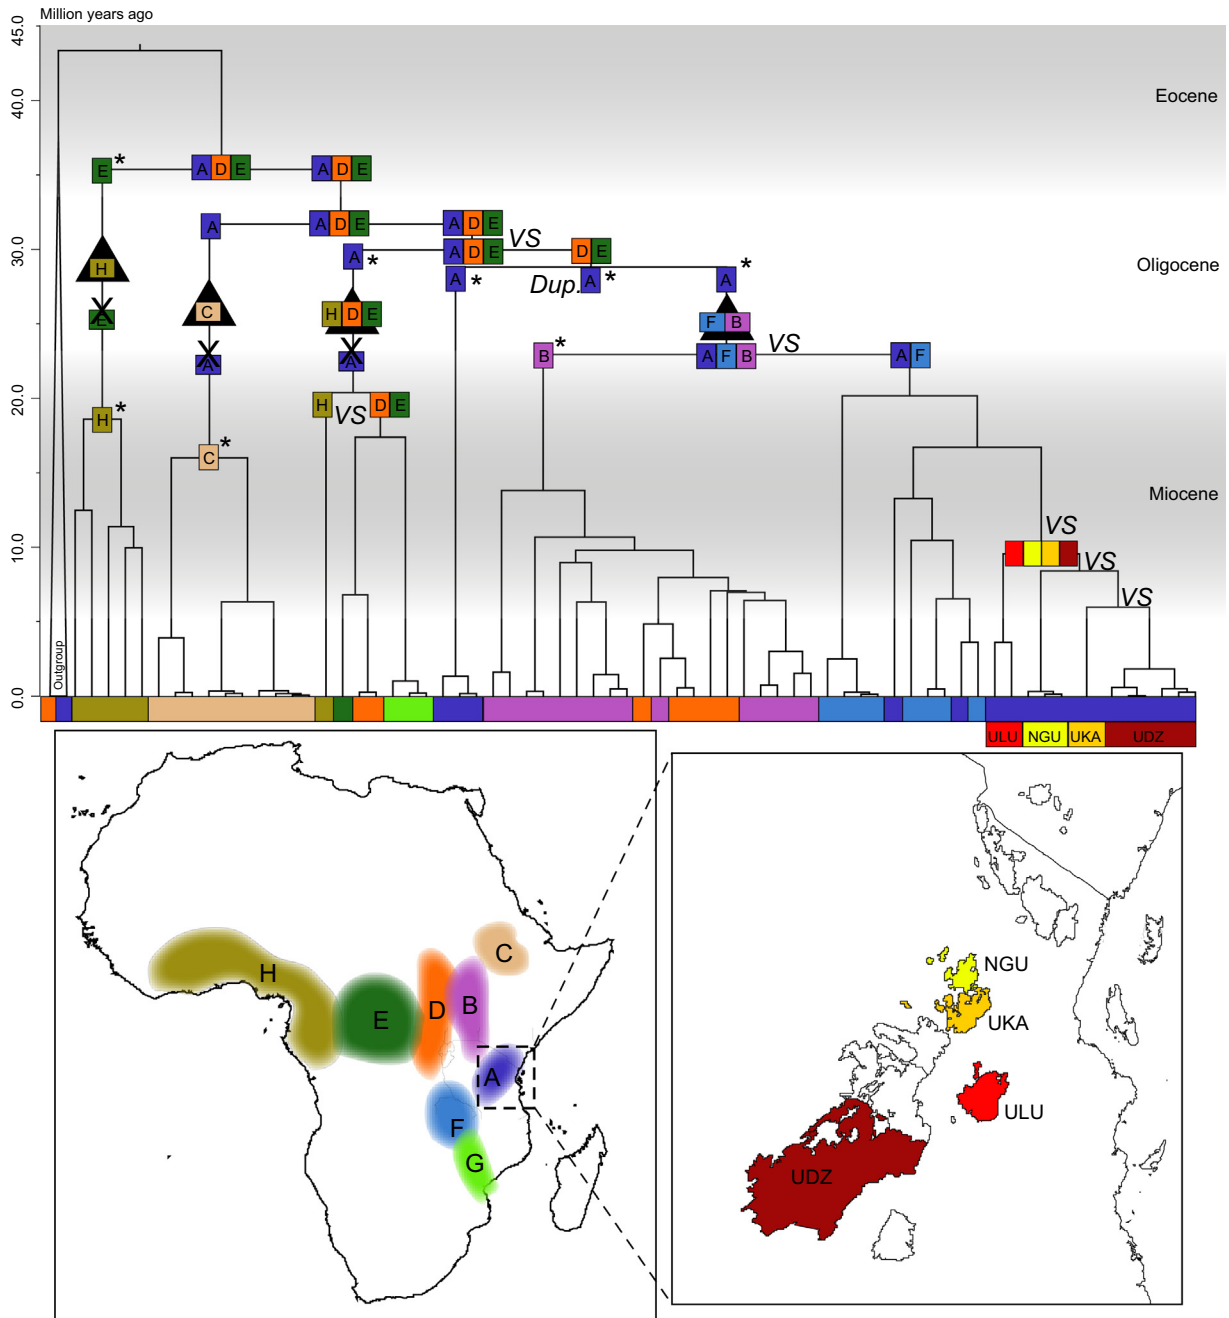 Million years ago
45.0
Eocene
40.0
E * A D E A D E
A A D E A D E
VS
30.0
A * A D E D E
Oligocene
H
A * Dup. A * A *
C
H D E
F B
E
A
A
B * A F B VS A F
20.0
H VS D E
H *
C *
Miocene
VS
10.0
VS
VS
Outgroup
0.0
ULU NGU UKA UDZ
C
H
E
D
B
A
F
G
NGU
UKA
ULU
UDZ